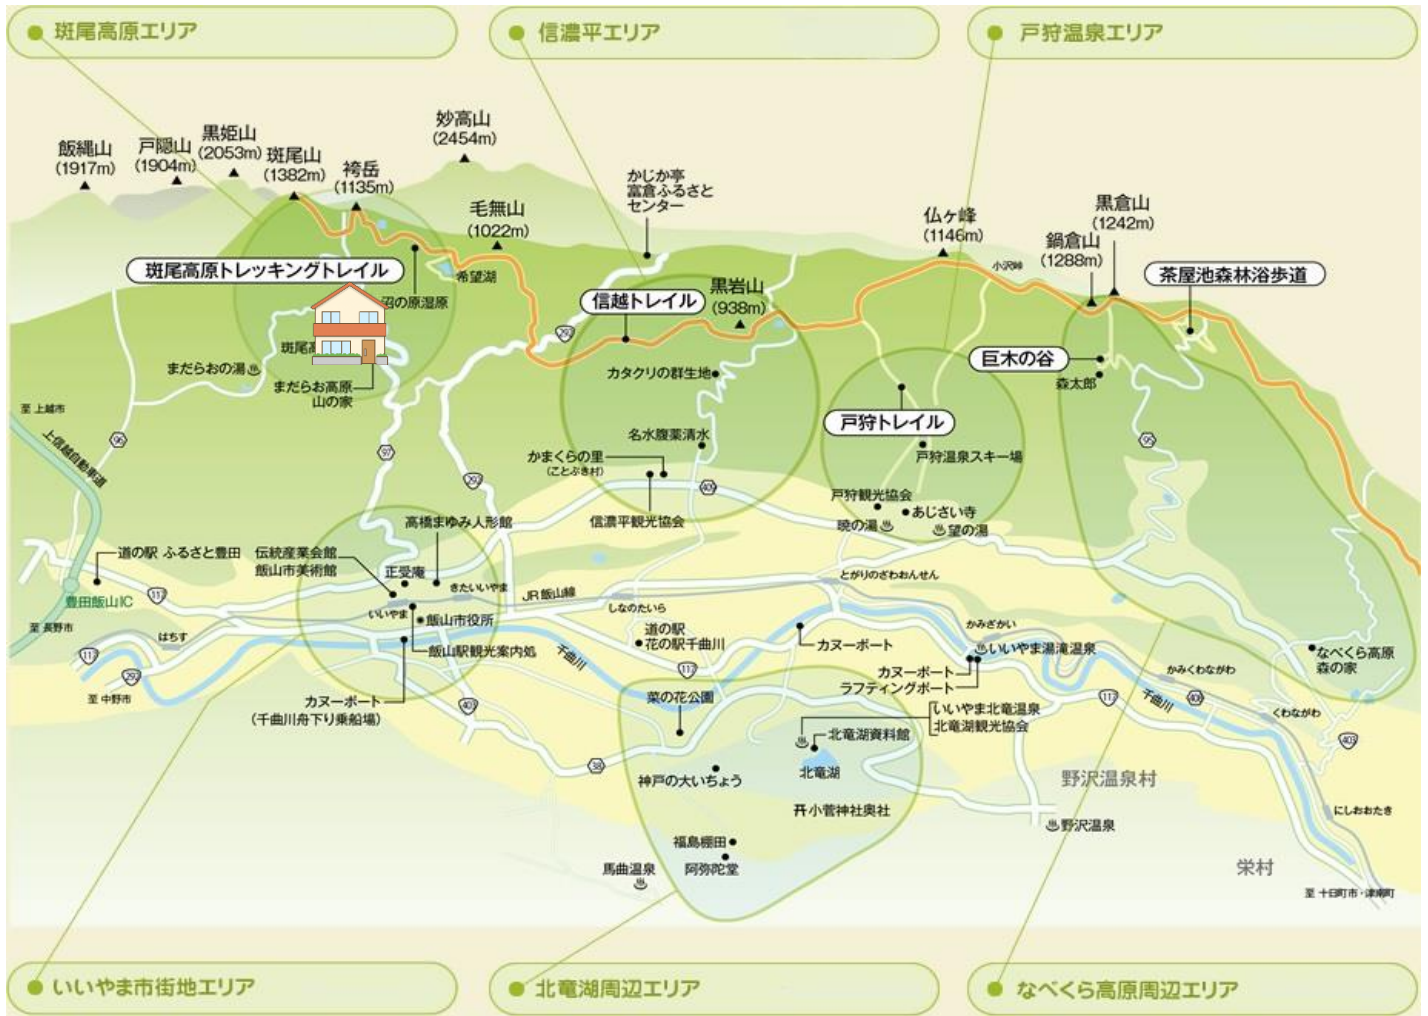 斑尾高原エリア
信濃平エリア
戸狩温泉エリア
妙高山
(2454m)
黒姫山
(2053m)
戸隠山
(1904m)
飯縄山
(1917m)
斑尾山
(1382m)
袴岳
(1135m)
毛無山
(1022m)
かじか亭
富倉ふるさと
センター
仏ヶ峰
(1146m)
黒倉山
(1242m)
鍋倉山
(1288m)
小沢峠
茶屋池森林浴歩道
斑尾高原トレッキングトレイル
希望湖
沼の原湿原
信越トレイル
黒岩山
(938m)
292
斑尾
まだらおの湯
まだらお高原
山の家
カタクリの群生地
巨木の谷
森太郎
戸狩トレイル
至 上越市
上信越自動車道
96
97
292
95
名水腹薬清水
かまくらの里
(ことぶき村)
戸狩温泉スキー場
409
信濃平観光協会
戸狩観光協会
あじさい寺
暁の湯
望の湯
高橋まゆみ人形館
道の駅 ふるさと豊田
伝統産業会館
飯山市美術館
正受庵
きたいいやま
JR飯山線
とがりのざわおんせん
豊田飯山IC
117
いいやま
飯山市役所
しなのたいら
至 長野市
はちす
飯山駅観光案内処
千曲川
道の駅
花の駅千曲川
カヌーポート
かみざかい
いいやま湯滝温泉
なべくら高原
森の家
117
292
117
カヌーポート
ラフティングポート
かみくわながわ
至 中野市
カヌーポート
(千曲川舟下り乗船場)
403
菜の花公園
いいやま北竜温泉
北竜湖観光協会
117
千曲川
408
くわながわ
北竜湖資料館
403
38
神戸の大いちょう
北竜湖
野沢温泉村
小菅神社奥社
野沢温泉
にしおおたき
福島棚田
阿弥陀堂
馬曲温泉
栄村
至 十日町市・津南町
いいやま市街地エリア
北竜湖周辺エリア
なべくら高原周辺エリア